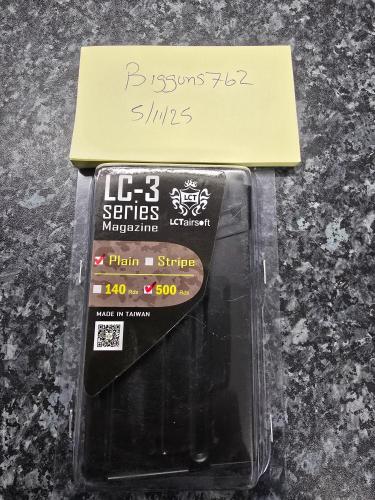 Bigguns762
5/11/25
LC-3
series
Magazine
LCT
LCTairsoft
Plain Stripe
140 Rds 500 Rds
MADE IN TAIWAN